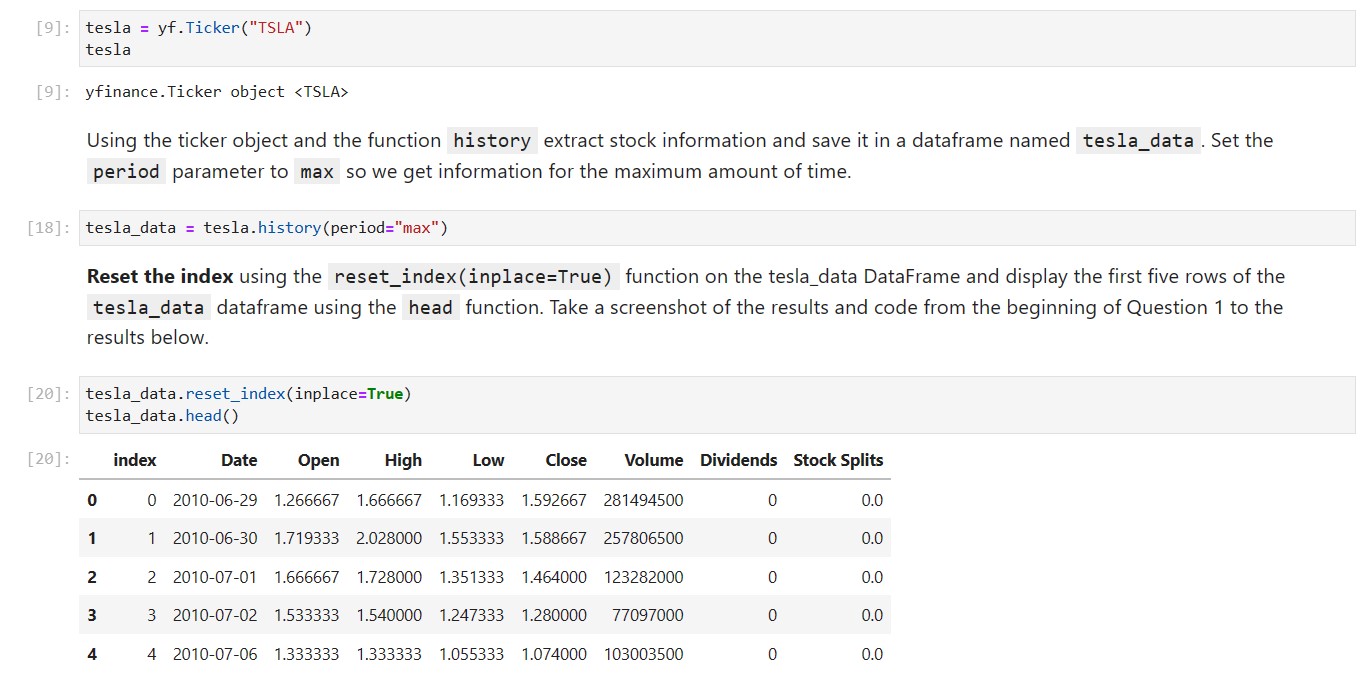 [9]: tesla = yf.Ticker("TSLA")
tesla
[9]: yfinance.Ticker object <TSLA>
Using the ticker object and the function history extract stock information and save it in a dataframe named tesla_data . Set the
period parameter to max so we get information for the maximum amount of time.
[18]: tesla_data = tesla.history(period="max")
Reset the index using the reset_index(inplace=True) function on the tesla_data DataFrame and display the first five rows of the
tesla_data dataframe using the head function. Take a screenshot of the results and code from the beginning of Question 1 to the
results below.
[20]: tesla_data.reset_index(inplace=True)
tesla_data.head()
[20]: index Date Open High Low Close Volume Dividends Stock Splits
0 0 2010-06-29 1.266667 1.666667 1.169333 1.592667 281494500 0 0.0
1 1 2010-06-30 1.719333 2.028000 1.553333 1.588667 257806500 0 0.0
2 2 2010-07-01 1.666667 1.728000 1.351333 1.464000 123282000 0 0.0
3 3 2010-07-02 1.533333 1.540000 1.247333 1.280000 77097000 0 0.0
4 4 2010-07-06 1.333333 1.333333 1.055333 1.074000 103003500 0 0.0